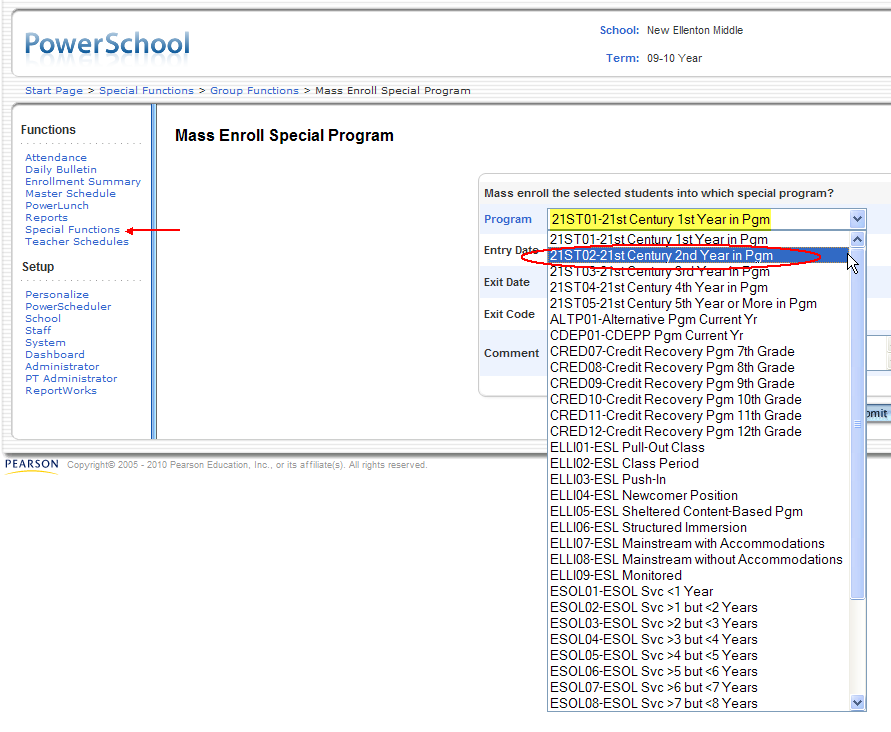 PowerSchool
School: New Ellenton Middle
Term: 09-10 Year
Start Page > Special Functions > Group Functions > Mass Enroll Special Program
Functions
Attendance
Daily Bulletin
Enrollment Summary
Master Schedule
PowerLunch
Reports
Special Functions
Teacher Schedules
Setup
Personalize
PowerScheduler
School
Staff
System
Dashboard
Administrator
PT Administrator
ReportWorks
Mass Enroll Special Program
Mass enroll the selected students into which special program?
Program 21ST01-21st Century 1st Year in Pgm
Entry Date
Exit Date
Exit Code
Comment
21ST01-21st Century 1st Year in Pgm
21ST02-21st Century 2nd Year in Pgm
21ST03-21st Century 3rd Year in Pgm
21ST04-21st Century 4th Year in Pgm
21ST05-21st Century 5th Year or More in Pgm
ALTP01-Alternative Pgm Current Yr
CDEP01-CDEPP Pgm Current Yr
CRED07-Credit Recovery Pgm 7th Grade
CRED08-Credit Recovery Pgm 8th Grade
CRED09-Credit Recovery Pgm 9th Grade
CRED10-Credit Recovery Pgm 10th Grade
CRED11-Credit Recovery Pgm 11th Grade
CRED12-Credit Recovery Pgm 12th Grade
ELLI01-ESL Pull-Out Class
ELLI02-ESL Class Period
ELLI03-ESL Push-In
ELLI04-ESL Newcomer Position
ELLI05-ESL Sheltered Content-Based Pgm
ELLI06-ESL Structured Immersion
ELLI07-ESL Mainstream with Accommodations
ELLI08-ESL Mainstream without Accommodations
ELLI09-ESL Monitored
ESOL01-ESOL Svc <1 Year
ESOL02-ESOL Svc >1 but <2 Years
ESOL03-ESOL Svc >2 but <3 Years
ESOL04-ESOL Svc >3 but <4 Years
ESOL05-ESOL Svc >4 but <5 Years
ESOL06-ESOL Svc >5 but <6 Years
ESOL07-ESOL Svc >6 but <7 Years
ESOL08-ESOL Svc >7 but <8 Years
mit
PEARSON Copyright© 2005 - 2010 Pearson Education, Inc., or its affiliate(s). All rights reserved.